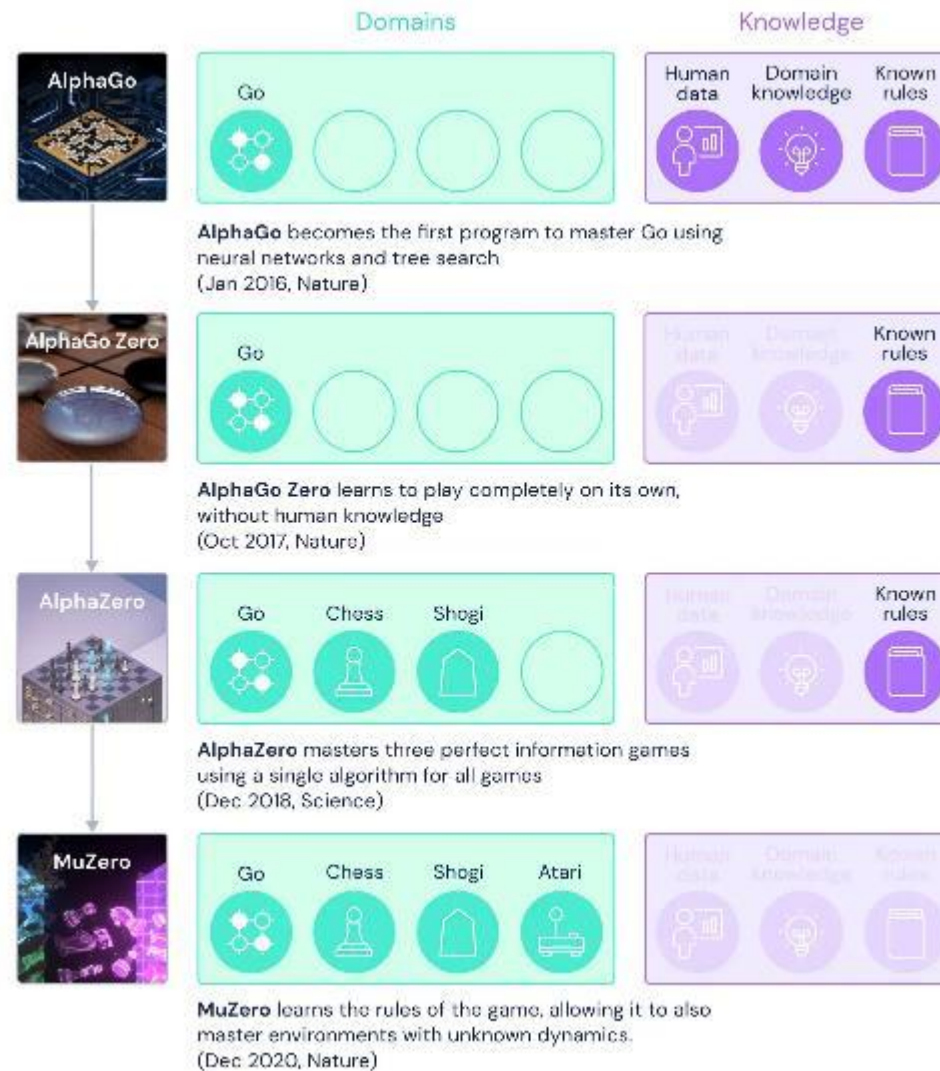 Domains
Knowledge
AlphaGo
Go
Human
data
Domain
knowledge
Known
rules
AlphaGo becomes the first program to master Go using
neural networks and tree search
(Jan 2016, Nature)
AlphaGo Zero
Go
Human
data
Domain
knowledge
Known
rules
AlphaGo Zero learns to play completely on its own,
without human knowledge
(Oct 2017, Nature)
AlphaZero
Go
Chess
Shogi
Human
data
Domain
knowledge
Known
rules
AlphaZero masters three perfect information games
using a single algorithm for all games
(Dec 2018, Science)
MuZero
Go
Chess
Shogi
Atari
Human
data
Domain
knowledge
Known
rules
MuZero learns the rules of the game, allowing it to also
master environments with unknown dynamics.
(Dec 2020, Nature)